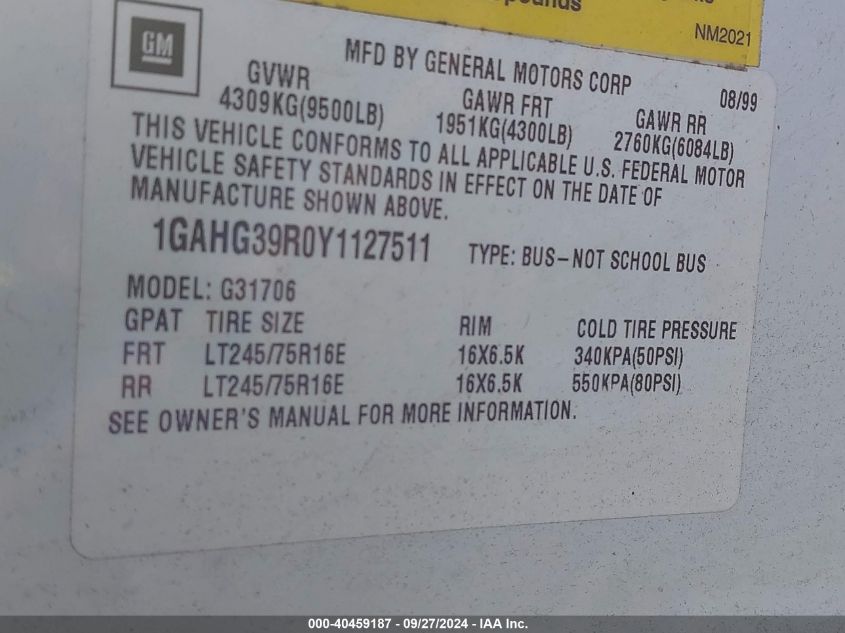 pounds
NM2021
GM
MFD BY GENERAL MOTORS CORP 08/99
GVWR GAWR FRT GAWR RR
4309KG(9500LB) 1951KG(4300LB) 2760KG(6084LB)
THIS VEHICLE CONFORMS TO ALL APPLICABLE U.S. FEDERAL MOTOR
VEHICLE SAFETY STANDARDS IN EFFECT ON THE DATE OF
MANUFACTURE SHOWN ABOVE.
1GAHG39R0Y1127511 TYPE: BUS-NOT SCHOOL BUS
MODEL: G31706
GPAT TIRE SIZE RIM COLD TIRE PRESSURE
FRT LT245/75R16E 16X6.5K 340KPA(50PSI)
RR LT245/75R16E 16X6.5K 550KPA(80PSI)
SEE OWNER'S MANUAL FOR MORE INFORMATION.
000-40459187 - 09/27/2024 - IAA Inc.